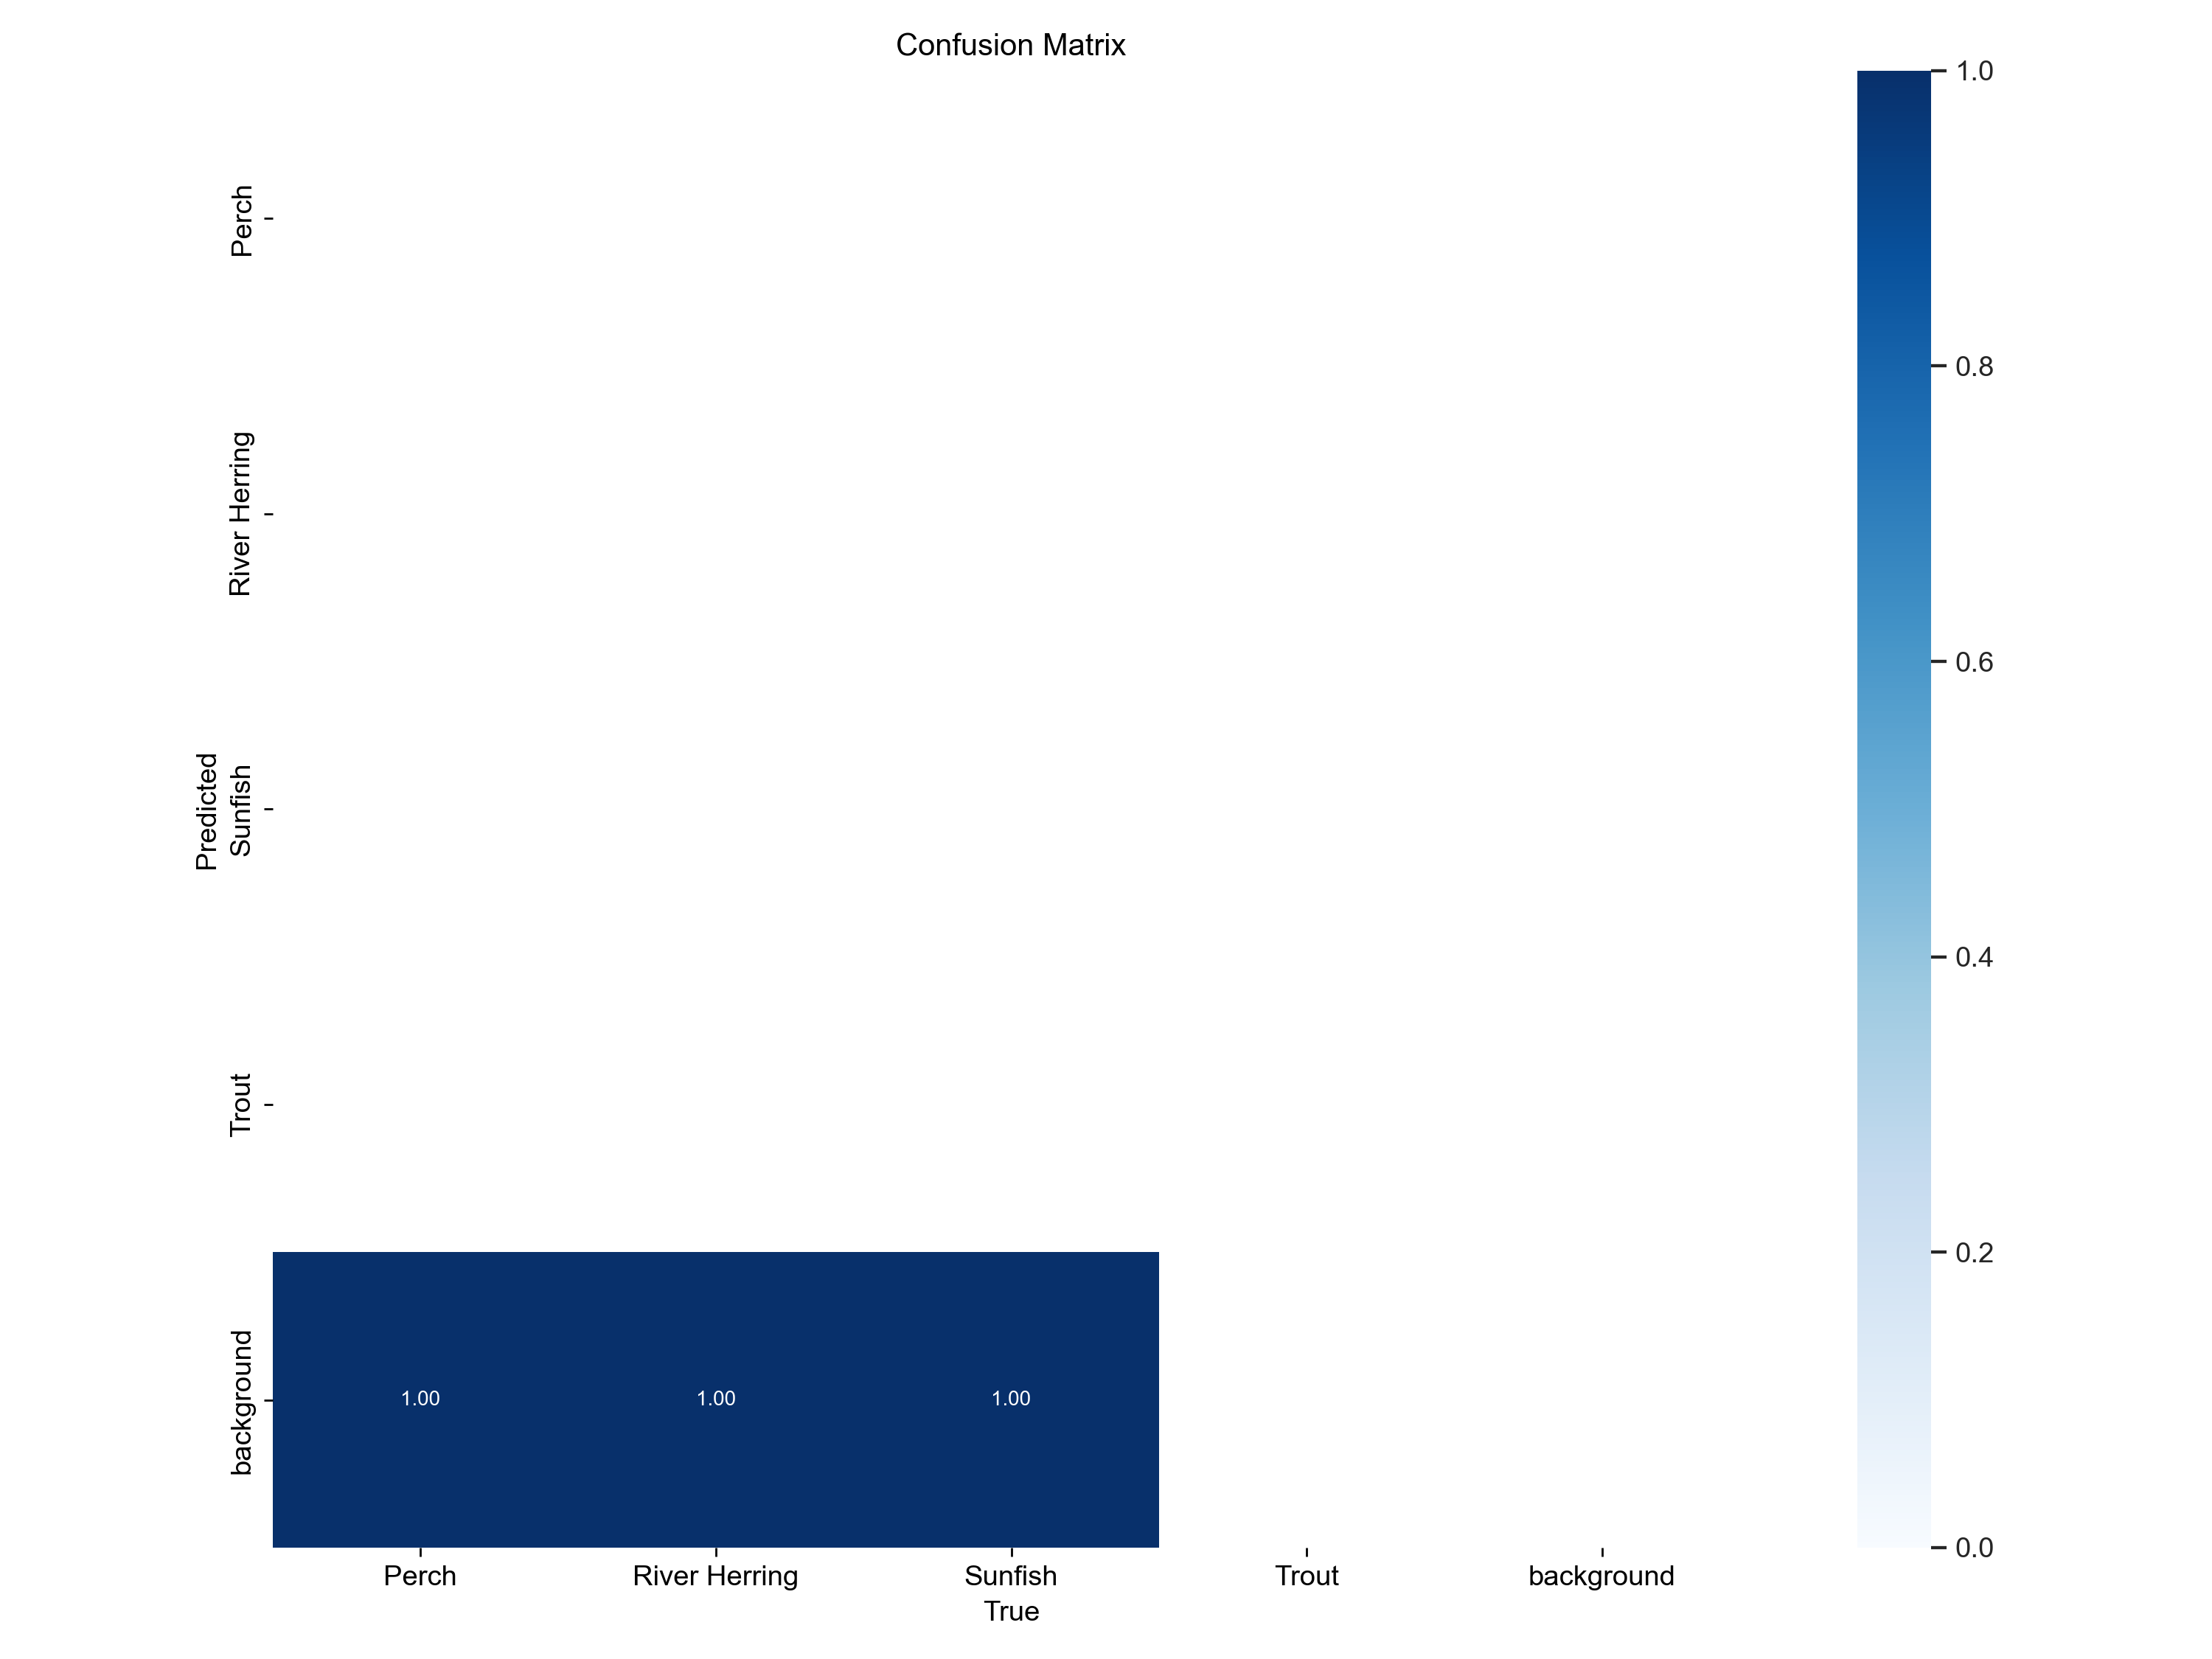 Confusion Matrix
1.0
0.8
0.6
0.4
0.2
0.0
Predicted
Perch
River Herring
Sunfish
Trout
background
1.00 1.00 1.00
Perch River Herring Sunfish Trout background
True